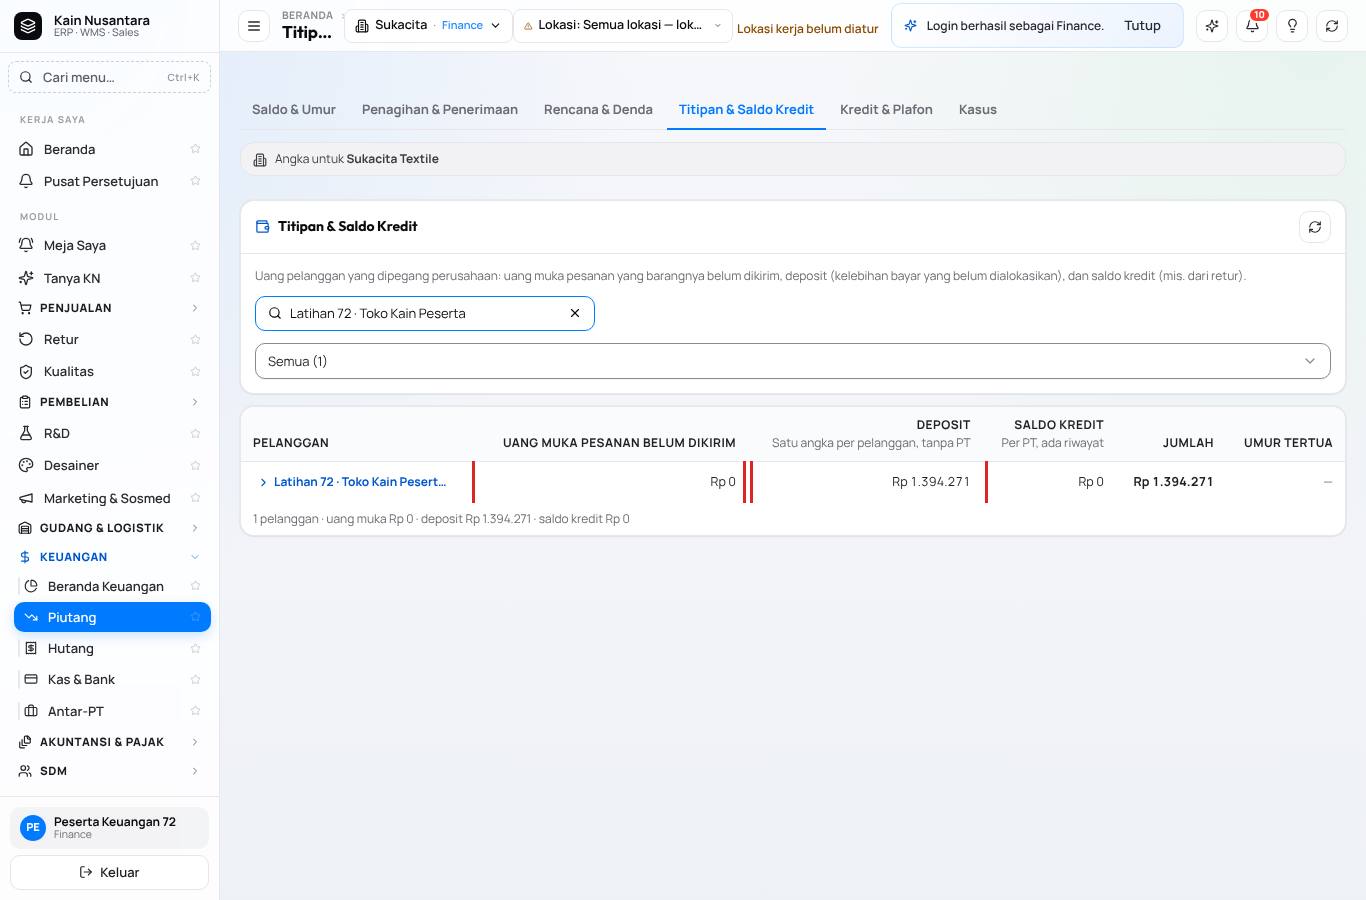 Kain Nusantara
ERP · WMS · Sales
Cari menu... Ctrl+K
KERJA SAYA
Beranda
Pusat Persetujuan
MODUL
Meja Saya
Tanya KN
PENJUALAN
Retur
Kualitas
PEMBELIAN
R&D
Desainer
Marketing & Sosmed
GUDANG & LOGISTIK
KEUANGAN
Beranda Keuangan
Piutang
Hutang
Kas & Bank
Antar-PT
AKUNTANSI & PAJAK
SDM
PE
Peserta Keuangan 72
Finance
Keluar
BERANDA
Titip...
Sukacita · Finance
Lokasi: Semua lokasi — lok...
Lokasi kerja belum diatur
Login berhasil sebagai Finance. Tutup
10
Saldo & Umur Penagihan & Penerimaan Rencana & Denda Titipan & Saldo Kredit Kredit & Plafon Kasus
Angka untuk Sukacita Textile
Titipan & Saldo Kredit
Uang pelanggan yang dipegang perusahaan: uang muka pesanan yang barangnya belum dikirim, deposit (kelebihan bayar yang belum dialokasikan), dan saldo kredit (mis. dari retur).
Latihan 72 · Toko Kain Peserta
Semua (1)
PELANGGAN UANG MUKA PESANAN BELUM DIKIRIM DEPOSIT SALDO KREDIT JUMLAH UMUR TERTUA
Satu angka per pelanggan, tanpa PT Per PT, ada riwayat
Latihan 72 · Toko Kain Pesert... Rp 0 Rp 1.394.271 Rp 0 Rp 1.394.271 —
1 pelanggan · uang muka Rp 0 · deposit Rp 1.394.271 · saldo kredit Rp 0